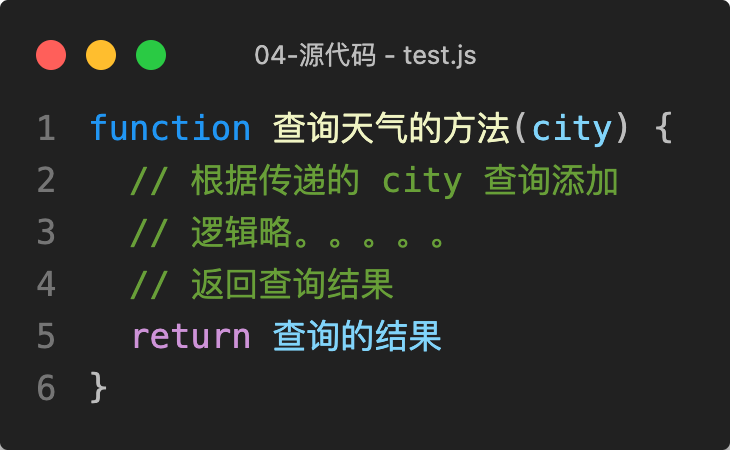 04-源代码 - test.js
1 function 查询天气的方法(city) {
2 // 根据传递的 city 查询添加
3 // 逻辑略。。。。。
4 // 返回查询结果
5 return 查询的结果
6 }